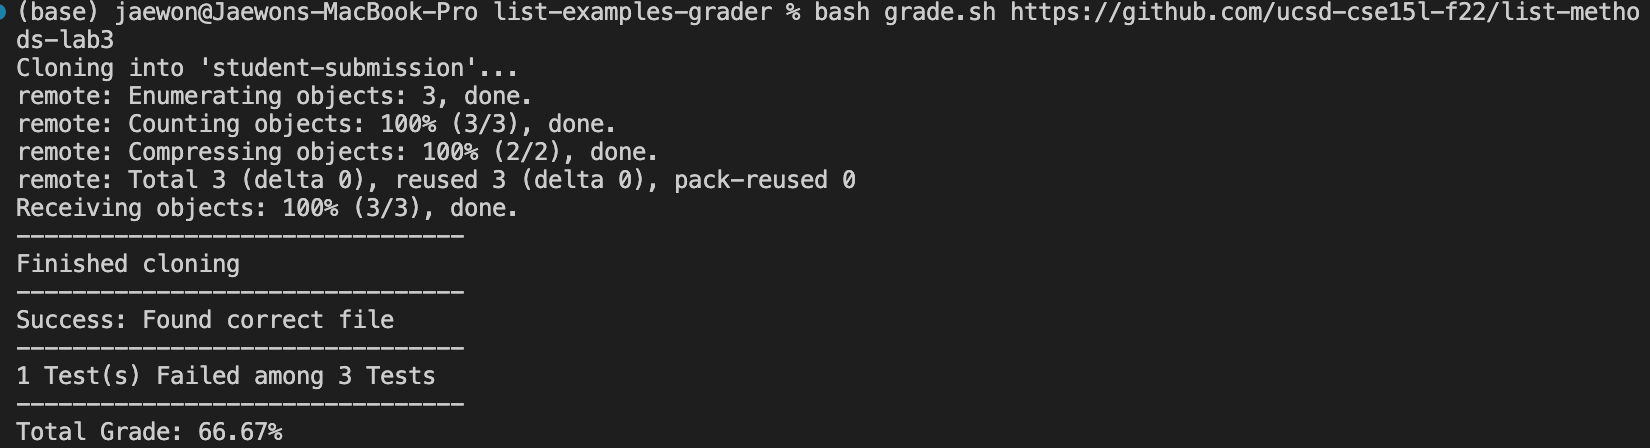 (base) jaewon@Jaewons-MacBook-Pro list-examples-grader % bash grade.sh https://github.com/ucsd-cse15l-f22/list-metho
ds-lab3
Cloning into 'student-submission'...
remote: Enumerating objects: 3, done.
remote: Counting objects: 100% (3/3), done.
remote: Compressing objects: 100% (2/2), done.
remote: Total 3 (delta 0), reused 3 (delta 0), pack-reused 0
Receiving objects: 100% (3/3), done.
--------------------------------
Finished cloning
--------------------------------
Success: Found correct file
--------------------------------
1 Test(s) Failed among 3 Tests
--------------------------------
Total Grade: 66.67%